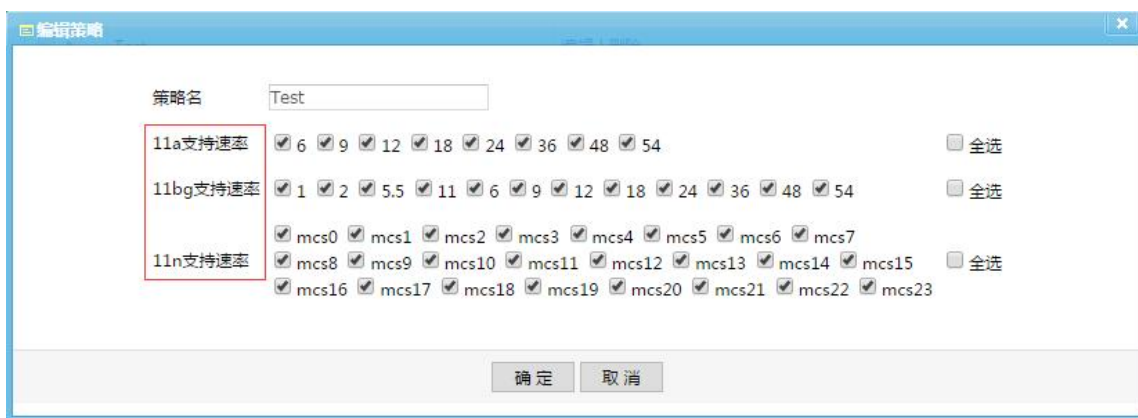 编辑策略
策略名 Test
11a支持速率 6 9 12 18 24 36 48 54 全选
11bg支持速率 1 2 5.5 11 6 9 12 18 24 36 48 54 全选
mcs0 mcs1 mcs2 mcs3 mcs4 mcs5 mcs6 mcs7
11n支持速率 mcs8 mcs9 mcs10 mcs11 mcs12 mcs13 mcs14 mcs15 全选
mcs16 mcs17 mcs18 mcs19 mcs20 mcs21 mcs22 mcs23
确定 取消